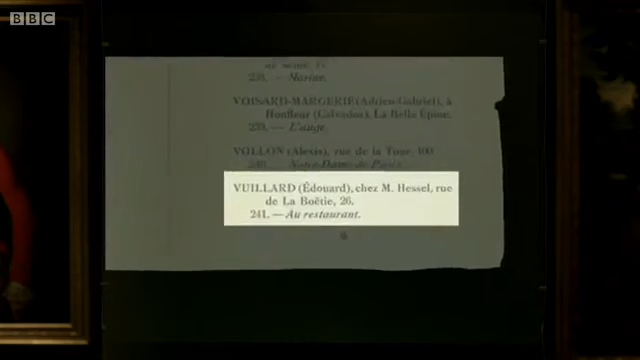 BBC
238. — Marine.
VOISARD-MARGERIE (Adrien-Gabriel), à
Honfleur (Calvados), La Belle Épine.
239. — L'auge.
VOLLON (Alexis), rue de la Tour, 100.
240. — Notre-Dame de Paris.
VUILLARD (Édouard), chez M. Hessel, rue
de La Boëtie, 26.
241. — Au restaurant.